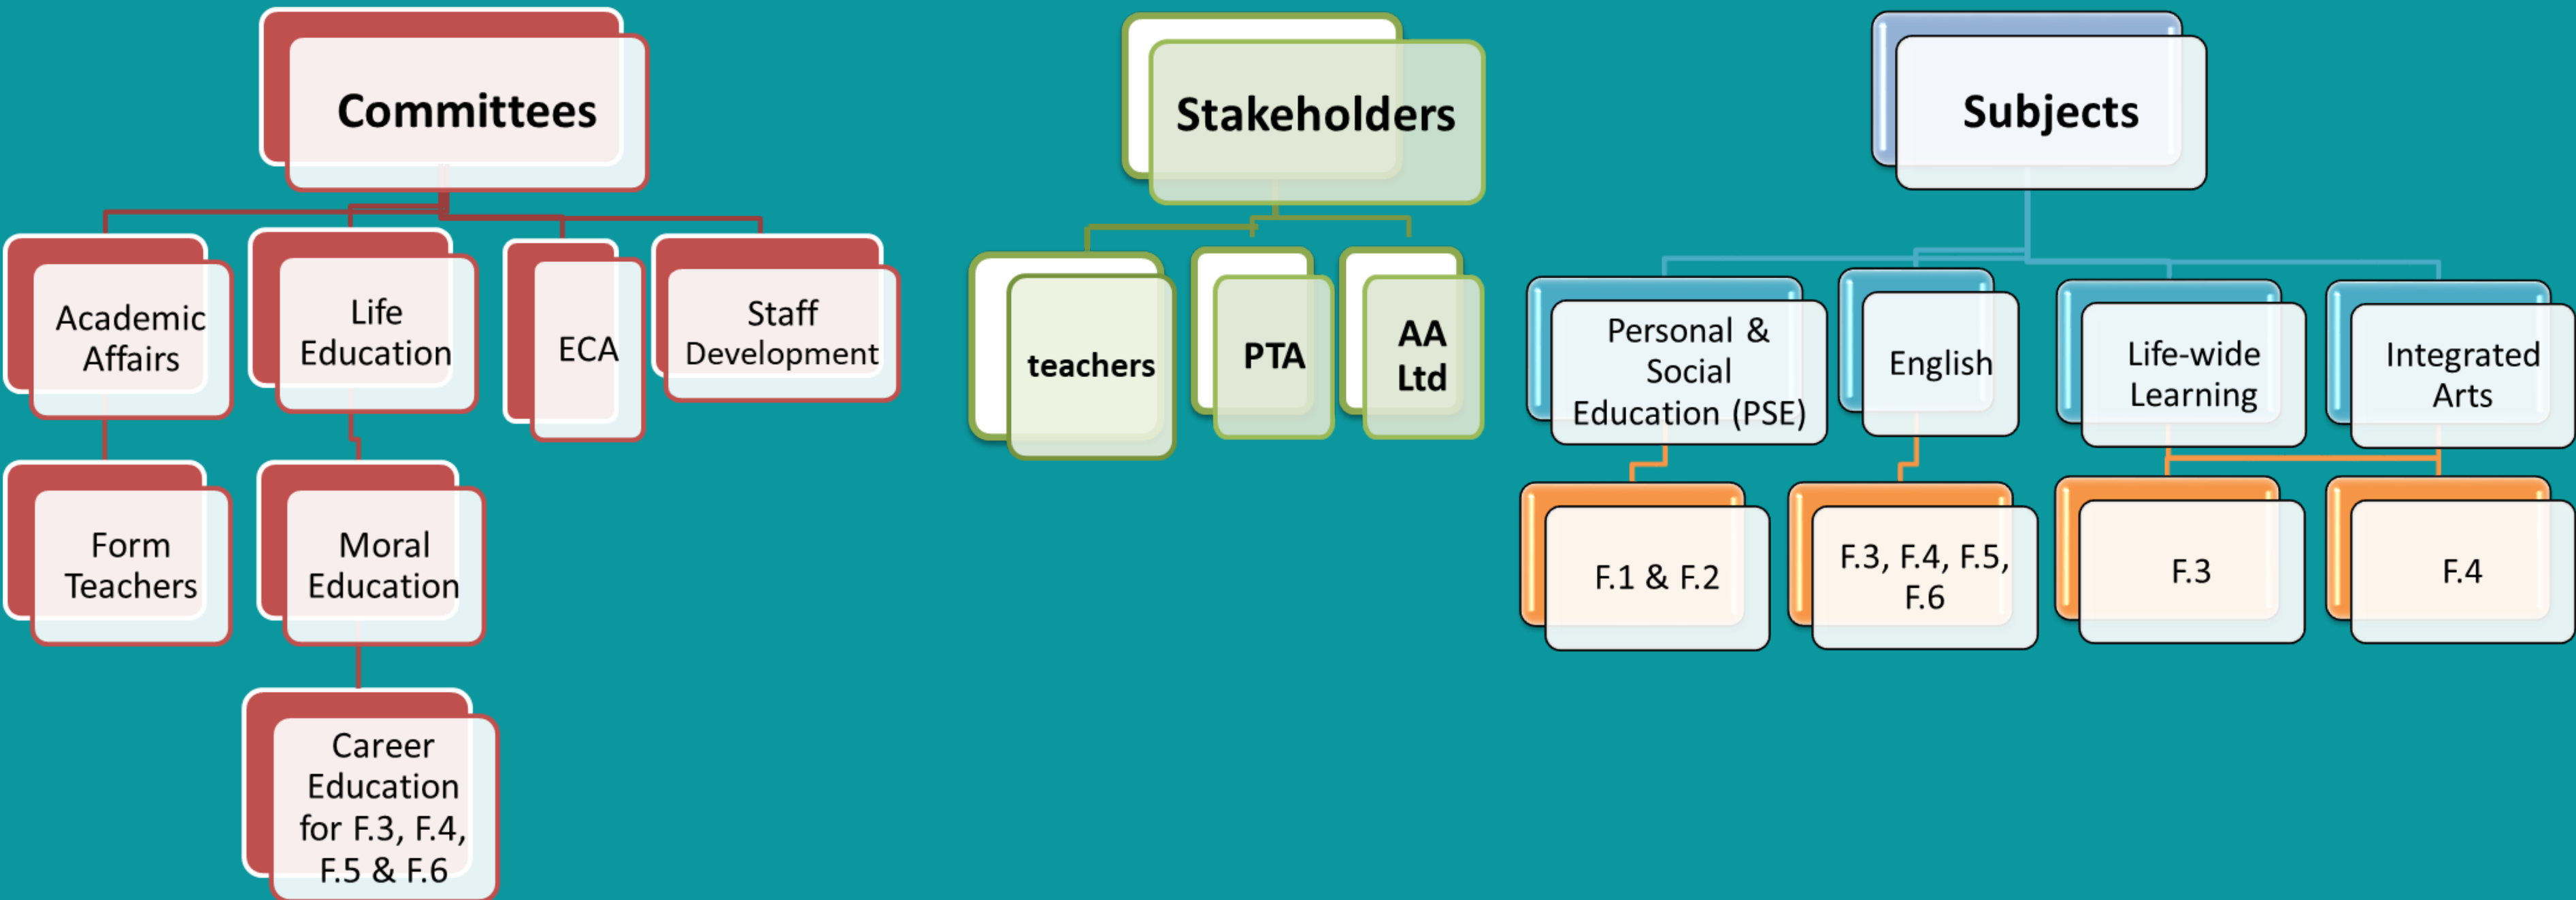 Committees
Academic
Affairs
Life
Education
ECA
Staff
Development
Form
Teachers
Moral
Education
Career
Education
for F.3, F.4,
F.5 & F.6
Stakeholders
teachers
PTA
AA
Ltd
Subjects
Personal &
Social
Education (PSE)
English
Life-wide
Learning
Integrated
Arts
F.1 & F.2
F.3, F.4, F.5,
F.6
F.3
F.4